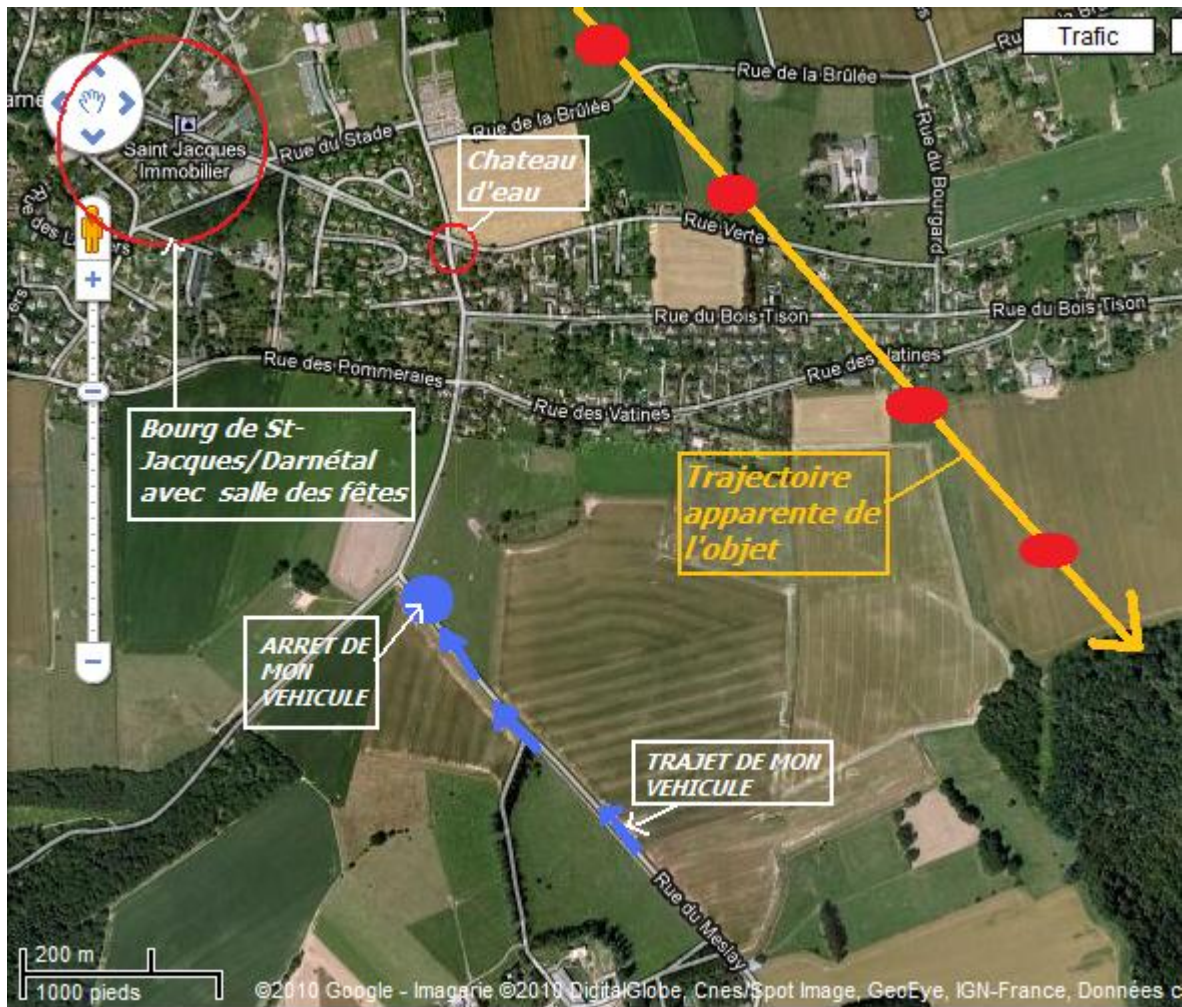 Trafic
Rue de la Brûlée
Saint Jacques
Immobilier
Rue du Stade
Rue de la Brûlée
Rue du Bourgard
Chateau
d'eau
Rue Verte
Rue du Bois Tison
Rue du Bois Tison
Rue des Pommeraies
Rue des Vatines
Rue des Vatines
Bourg de St-
Jacques/Darnétal
avec salle des fêtes
Trajectoire
apparente de
l'objet
ARRET DE
MON
VEHICULE
TRAJET DE MON
VEHICULE
Rue du Meslay
200 m
1000 pieds
©2010 Google - Imagerie ©2010 DigitalGlobe, Cnes/Spot Image, GeoEye, IGN-France, Données